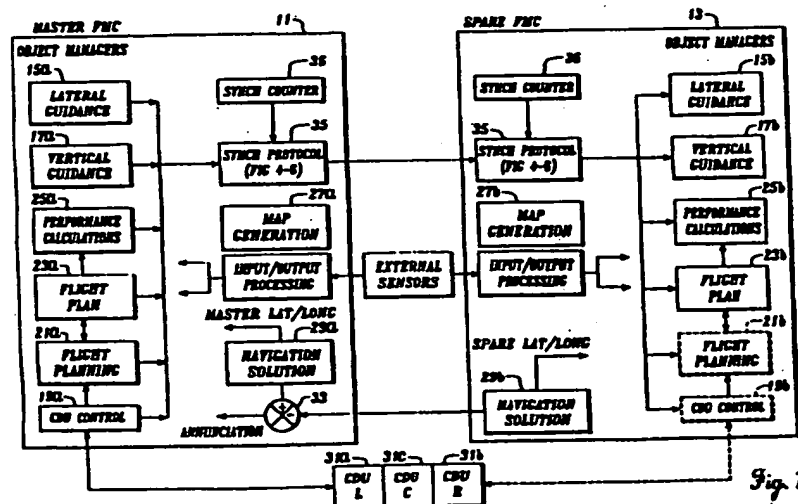 MASTER FMC
11
SPARE FMC
13
OBJECT MANAGERS
OBJECT MANAGERS
15a
LATERAL
GUIDANCE
36
SYNCH COUNTER
36
SYNCH COUNTER
15b
LATERAL
GUIDANCE
17a
VERTICAL
GUIDANCE
35
SYNCH PROTOCOL
(FIG 4-6)
35
SYNCH PROTOCOL
(FIG 4-6)
17b
VERTICAL
GUIDANCE
25a
PERFORMANCE
CALCULATIONS
27a
MAP
GENERATION
27b
MAP
GENERATION
25b
PERFORMANCE
CALCULATIONS
23a
FLIGHT
PLAN
INPUT/OUTPUT
PROCESSING
EXTERNAL
SENSORS
INPUT/OUTPUT
PROCESSING
23b
FLIGHT
PLAN
MASTER LAT/LONG
29a
SPARE LAT/LONG
21a
FLIGHT
PLANNING
NAVIGATION
SOLUTION
29b
NAVIGATION
SOLUTION
21b
FLIGHT
PLANNING
19a
CDU CONTROL
33
ANNUNCIATION
19b
CDU CONTROL
31a
31c
31b
CDU
L
CDU
C
CDU
R